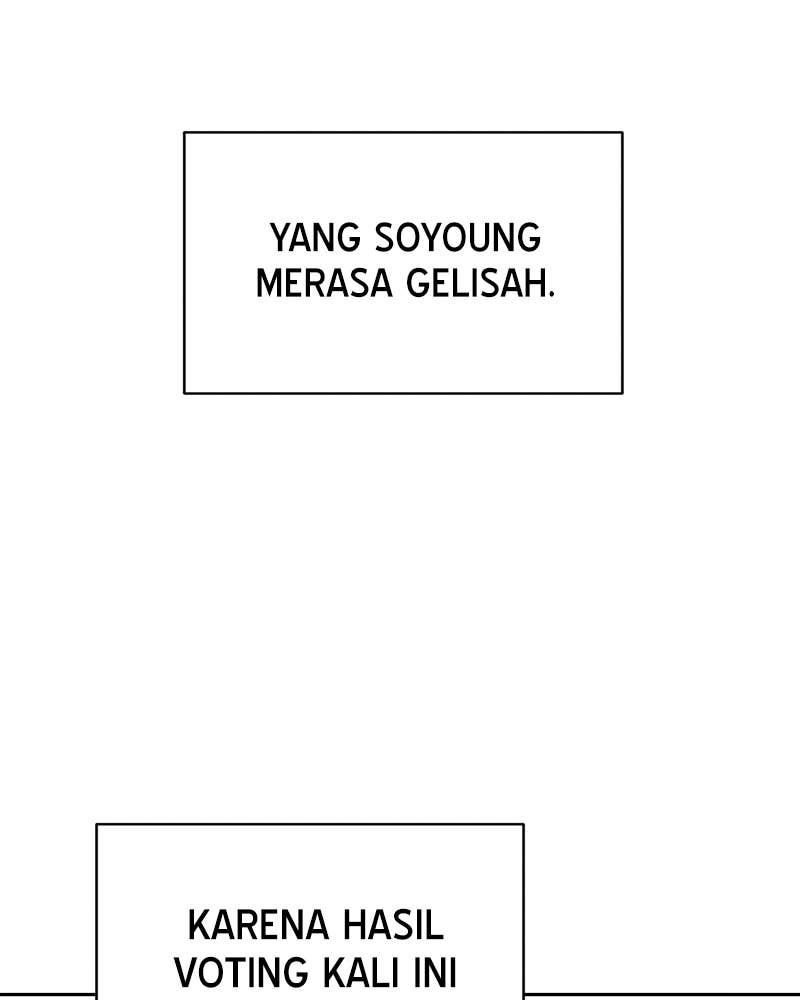 YANG SOYOUNG
MERASA GELISAH.
KARENA HASIL
VOTING KALI INI